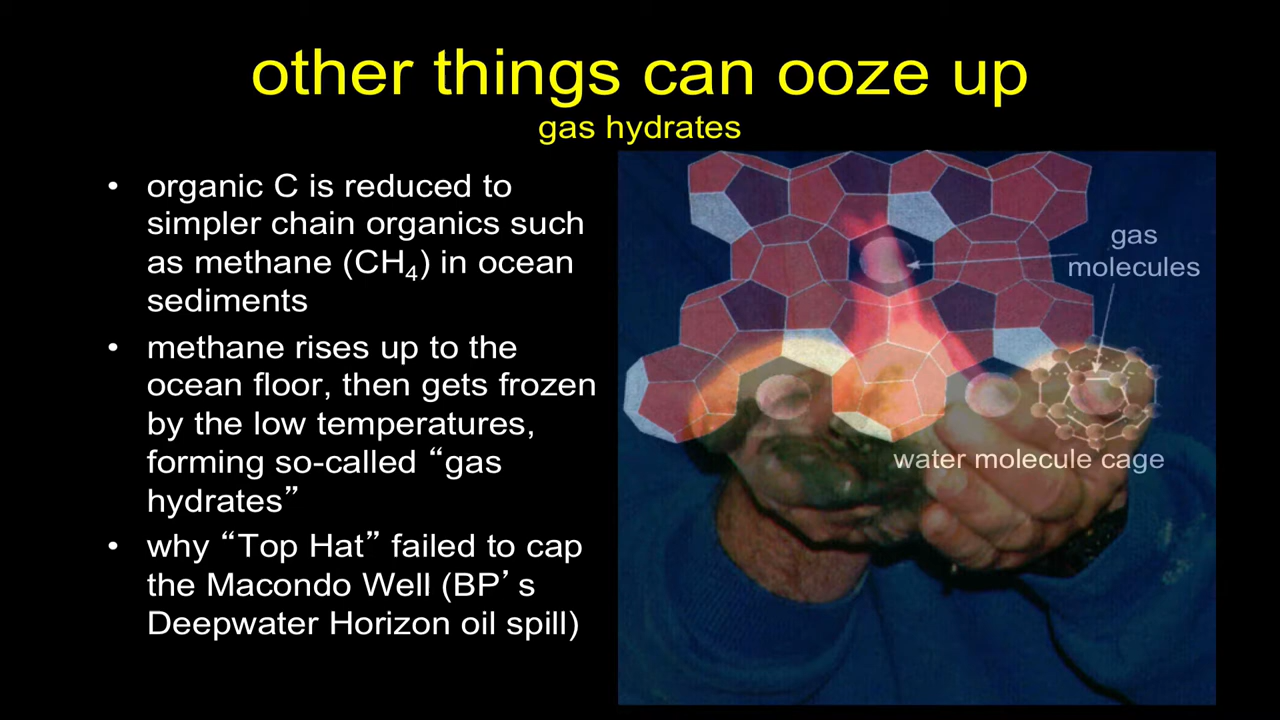 other things can ooze up
gas hydrates
• organic C is reduced to
simpler chain organics such
as methane (CH₄) in ocean
sediments
• methane rises up to the
ocean floor, then gets frozen
by the low temperatures,
forming so-called “gas
hydrates”
• why “Top Hat” failed to cap
the Macondo Well (BP’s
Deepwater Horizon oil spill)
gas
molecules
water molecule cage